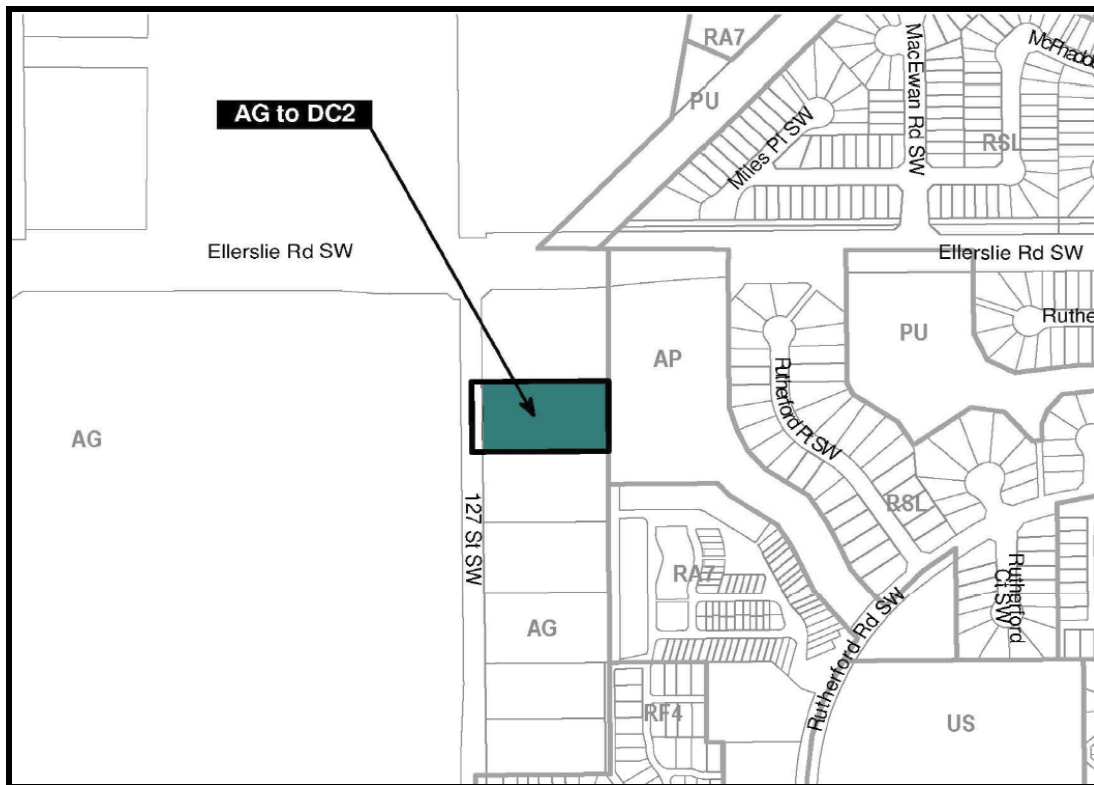 RA7
PU
MacEwan Rd SW
RSL
Miles Pl SW
AG to DC2
Ellerslie Rd SW
Ellerslie Rd SW
AP
PU
AG
Rutherford Pt SW
RSL
127 St SW
RA7
AG
Rutherford Rd SW
Rutherford
Ct SW
RF4
US